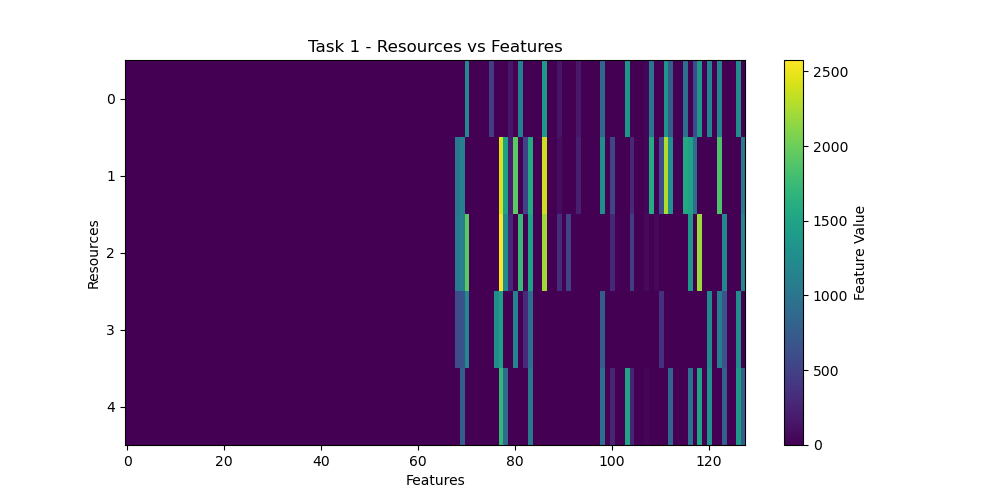 Task 1 - Resources vs Features
0
1
2
3
4
Resources
0 20 40 60 80 100 120
Features
2500
2000
1500
1000
500
0
Feature Value